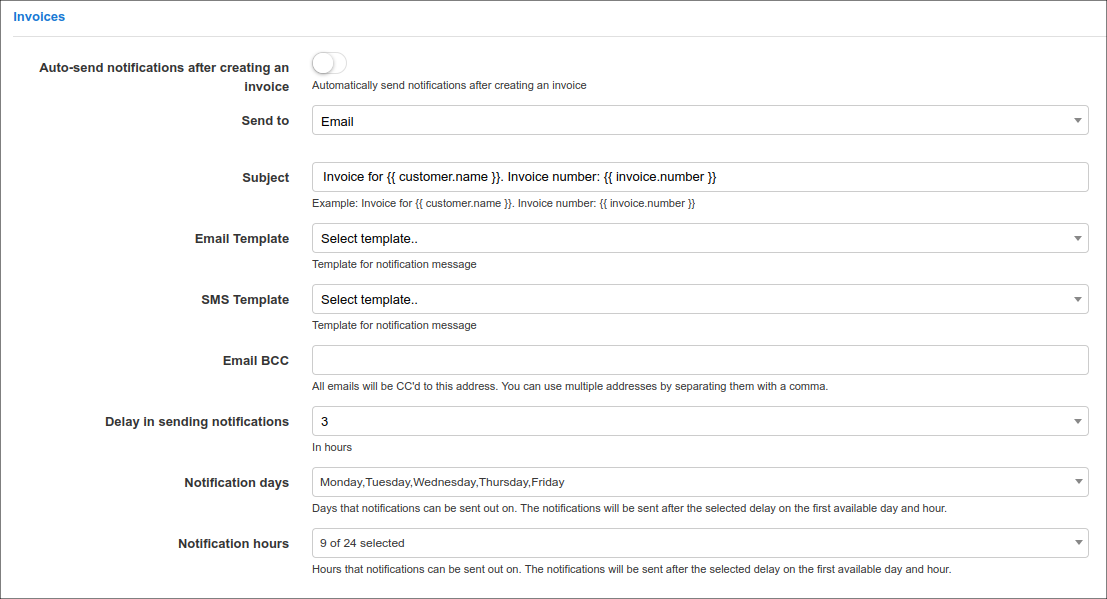 Invoices
Auto-send notifications after creating an
invoice
Automatically send notifications after creating an invoice
Send to
Email
Subject
Invoice for {{ customer.name }}. Invoice number: {{ invoice.number }}
Example: Invoice for {{ customer.name }}. Invoice number: {{ invoice.number }}
Email Template
Select template..
Template for notification message
SMS Template
Select template..
Template for notification message
Email BCC
All emails will be CC'd to this address. You can use multiple addresses by separating them with a comma.
Delay in sending notifications
3
In hours
Notification days
Monday,Tuesday,Wednesday,Thursday,Friday
Days that notifications can be sent out on. The notifications will be sent after the selected delay on the first available day and hour.
Notification hours
9 of 24 selected
Hours that notifications can be sent out on. The notifications will be sent after the selected delay on the first available day and hour.